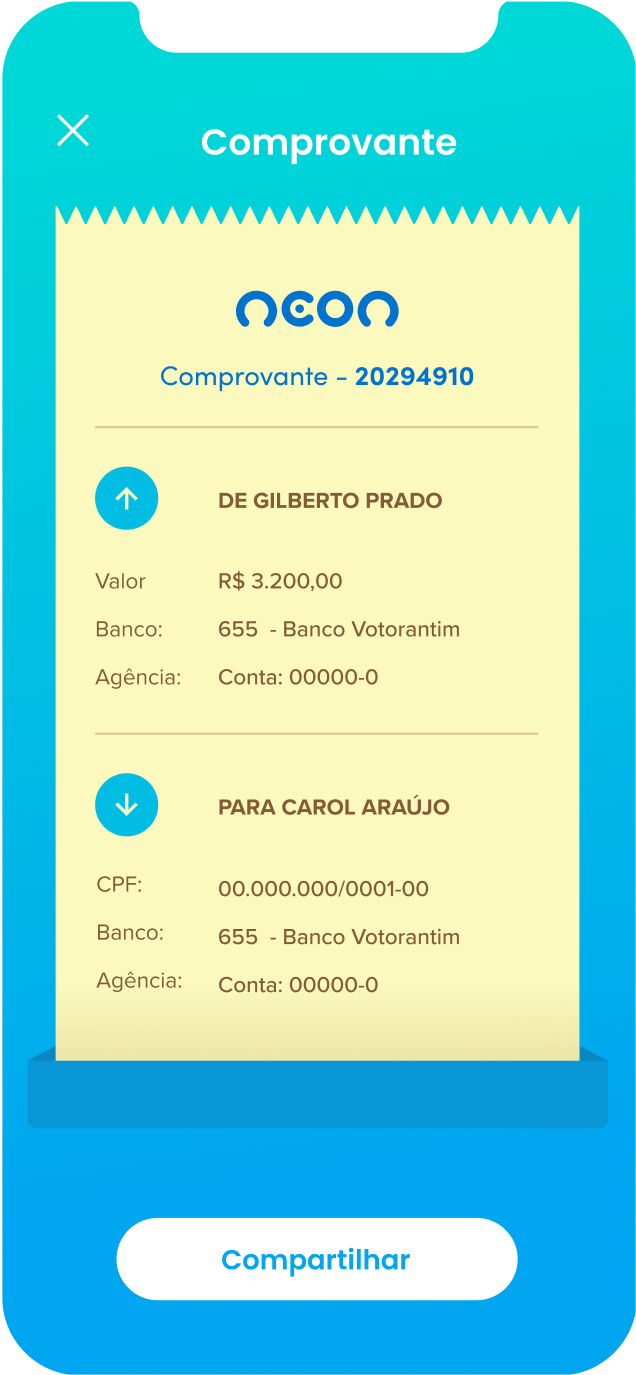 Comprovante
neon
Comprovante - 20294910
DE GILBERTO PRADO
Valor R$ 3.200,00
Banco: 655 - Banco Votorantim
Agência: Conta: 00000-0
PARA CAROL ARAÚJO
CPF: 00.000.000/0001-00
Banco: 655 - Banco Votorantim
Agência: Conta: 00000-0
Compartilhar